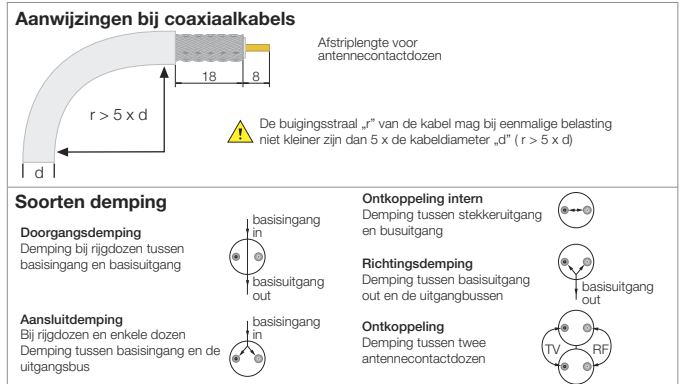 Aanwijzingen bij coaxiaalkabels
Afstriplengte voor
antennecontactdozen
18
8
r > 5 x d
d
De buigingsstraal „r" van de kabel mag bij eenmalige belasting
niet kleiner zijn dan 5 x de kabeldiameter „d" ( r > 5 x d)
Soorten demping
Doorgangsdemping
Demping bij rijgdozen tussen
basisingang en basisuitgang
basisingang
in
basisuitgang
out
Aansluitdemping
Bij rijgdozen en enkele dozen
Demping tussen basisingang en de
uitgangsbus
basisingang
in
Ontkoppeling intern
Demping tussen stekkeruitgang
en busuitgang
Richtingsdemping
Demping tussen basisuitgang
out en de uitgangbussen
basisuitgang
out
Ontkoppeling
Demping tussen twee
antennecontactdozen
TV
RF